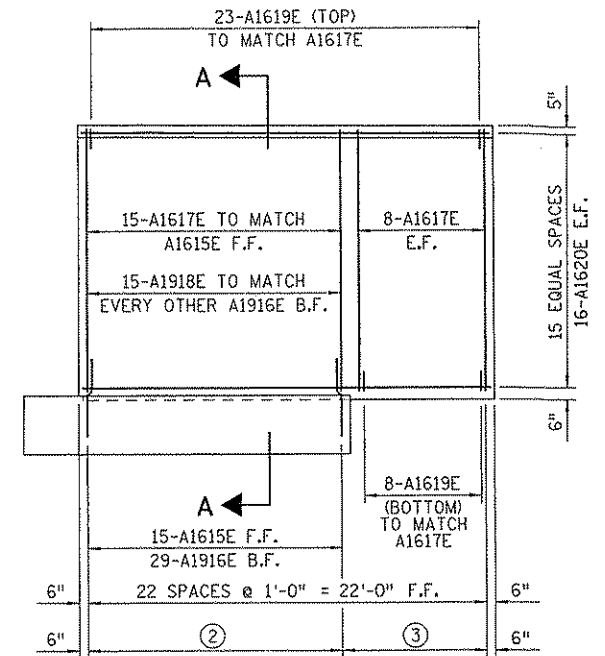 23-A1619E (TOP)
TO MATCH A1617E
A
5"
15-A1617E TO MATCH
A1615E F.F.
8-A1617E
E.F.
15-A1918E TO MATCH
EVERY OTHER A1916E B.F.
15 EQUAL SPACES
16-A1620E E.F.
6"
8-A1619E
(BOTTOM)
TO MATCH
A1617E
A
15-A1615E F.F.
29-A1916E B.F.
6"
22 SPACES @ 1'-0" = 22'-0" F.F.
6"
6"
2
3
6"